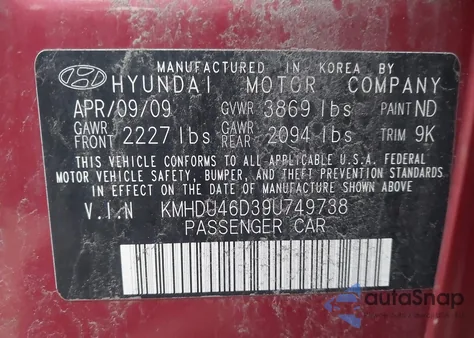 MANUFACTURED IN KOREA BY
HYUNDAI MOTOR COMPANY
APR/09/09 GVWR 3869 lbs PAINT ND
GAWR FRONT 2227 lbs GAWR REAR 2094 lbs TRIM 9K
THIS VEHICLE CONFORMS TO ALL APPLICABLE U.S.A. FEDERAL
MOTOR VEHICLE SAFETY, BUMPER, AND THEFT PREVENTION STANDARDS
IN EFFECT ON THE DATE OF MANUFACTURE SHOWN ABOVE
V.I.N KMHDU46D39U749738
PASSENGER CAR
autoSnap